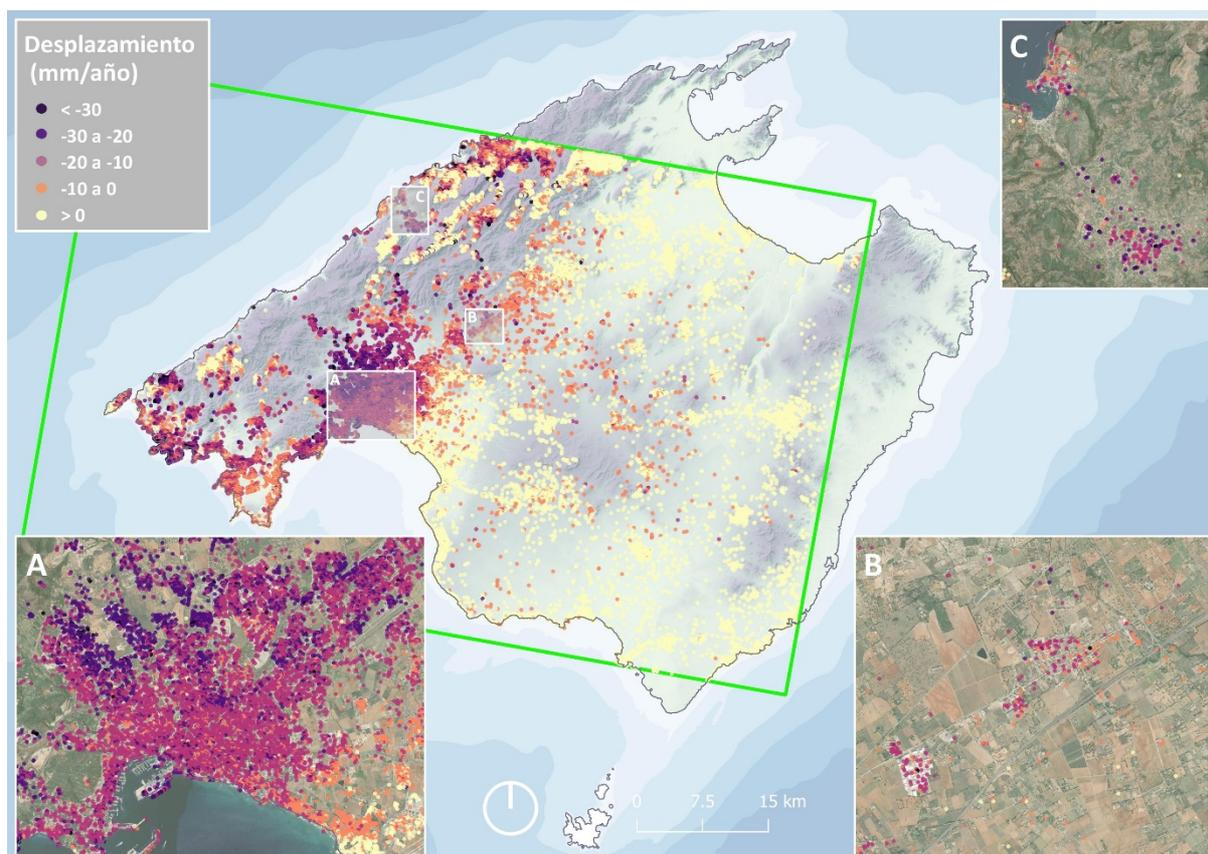 Desplazamiento
(mm/año)
< -30
-30 a -20
-20 a -10
-10 a 0
> 0
C
C
B
A
A
B
0 7.5 15 km